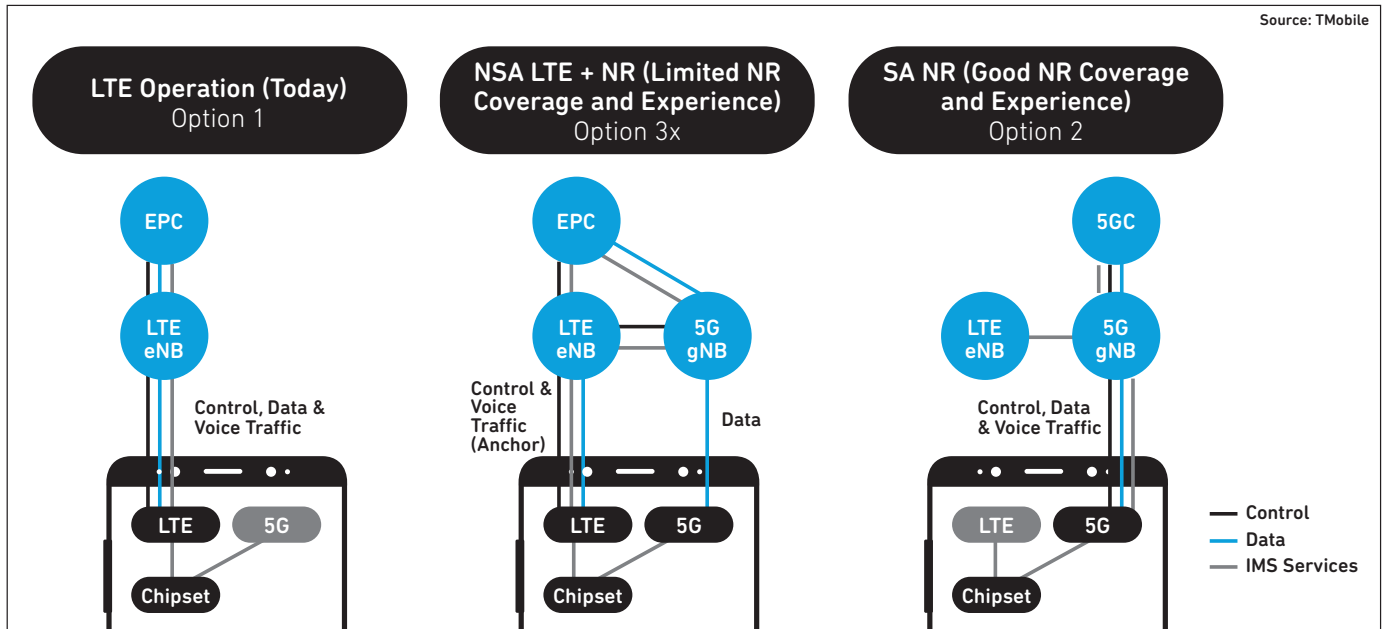 Source: TMobile
LTE Operation (Today)
Option 1
NSA LTE + NR (Limited NR
Coverage and Experience)
Option 3x
SA NR (Good NR Coverage
and Experience)
Option 2
EPC
LTE
eNB
Control, Data &
Voice Traffic
LTE
5G
Chipset
EPC
LTE
eNB
5G
gNB
Control &
Voice
Traffic
(Anchor)
Data
LTE
5G
Chipset
5GC
LTE
eNB
5G
gNB
Control, Data
& Voice Traffic
LTE
5G
Chipset
Control
Data
IMS Services